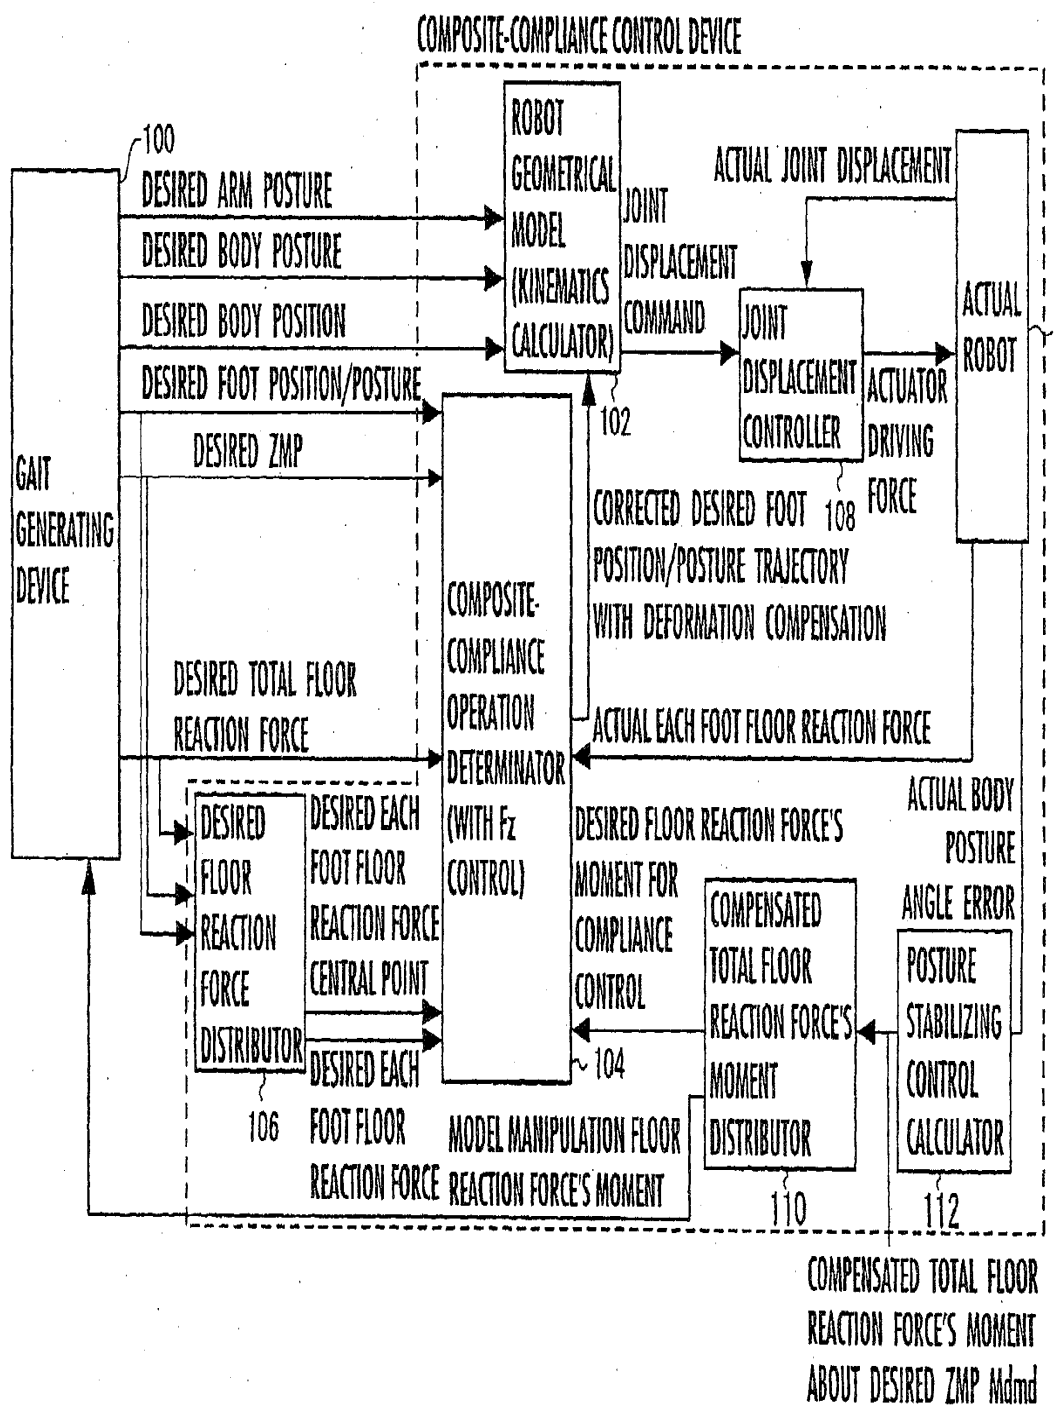 COMPOSITE-COMPLIANCE CONTROL DEVICE
100
GAIT
GENERATING
DEVICE
DESIRED ARM POSTURE
DESIRED BODY POSTURE
DESIRED BODY POSITION
DESIRED FOOT POSITION/POSTURE
DESIRED ZMP
DESIRED TOTAL FLOOR
REACTION FORCE
ROBOT
GEOMETRICAL
MODEL
(KINEMATICS
CALCULATOR)
102
JOINT
DISPLACEMENT
COMMAND
ACTUAL JOINT DISPLACEMENT
JOINT
DISPLACEMENT
CONTROLLER
108
ACTUATOR
DRIVING
FORCE
ACTUAL
ROBOT
CORRECTED DESIRED FOOT
POSITION/POSTURE TRAJECTORY
WITH DEFORMATION COMPENSATION
COMPOSITE-
COMPLIANCE
OPERATION
DETERMINATOR
(WITH Fz
CONTROL)
104
ACTUAL EACH FOOT FLOOR REACTION FORCE
ACTUAL BODY
POSTURE
ANGLE ERROR
DESIRED
FLOOR
REACTION
FORCE
DISTRIBUTOR
106
DESIRED EACH
FOOT FLOOR
REACTION FORCE
CENTRAL POINT
DESIRED EACH
FOOT FLOOR
REACTION FORCE
DESIRED FLOOR REACTION FORCE'S
MOMENT FOR
COMPLIANCE
CONTROL
COMPENSATED
TOTAL FLOOR
REACTION FORCE'S
MOMENT
DISTRIBUTOR
110
POSTURE
STABILIZING
CONTROL
CALCULATOR
112
MODEL MANIPULATION FLOOR
REACTION FORCE'S MOMENT
COMPENSATED TOTAL FLOOR
REACTION FORCE'S MOMENT
ABOUT DESIRED ZMP Mdmd